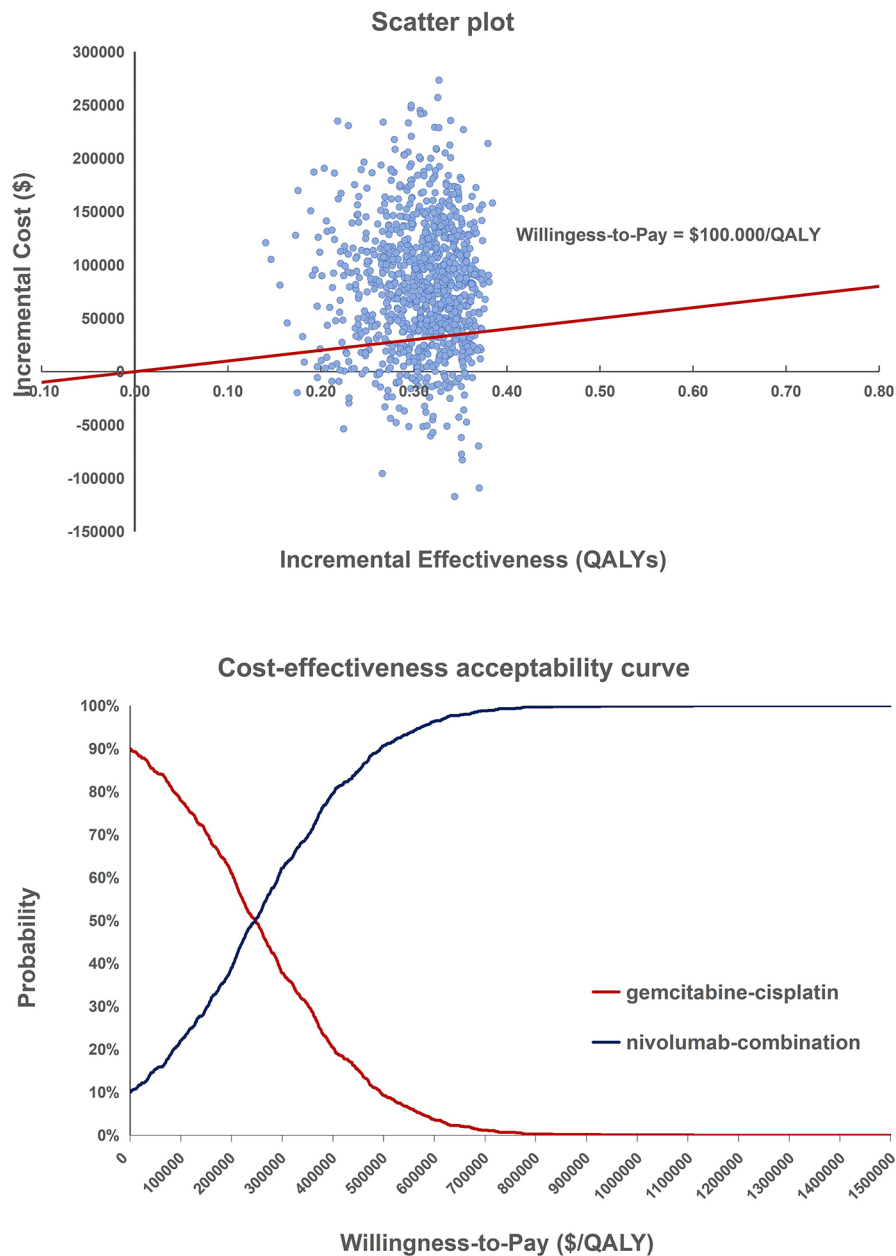 Scatter plot
300000
250000
200000
150000
100000
50000
0
-50000
-100000
-150000
Incremental Cost ($)
Willingess-to-Pay = $100.000/QALY
-0.10 0.00 0.10 0.20 0.30 0.40 0.50 0.60 0.70 0.80
Incremental Effectiveness (QALYs)
Cost-effectiveness acceptability curve
100%
90%
80%
70%
60%
50%
40%
30%
20%
10%
0%
Probability
gemcitabine-cisplatin
nivolumab-combination
0 100000 200000 300000 400000 500000 600000 700000 800000 900000 1000000 1100000 1200000 1300000 1400000 1500000
Willingness-to-Pay ($/QALY)